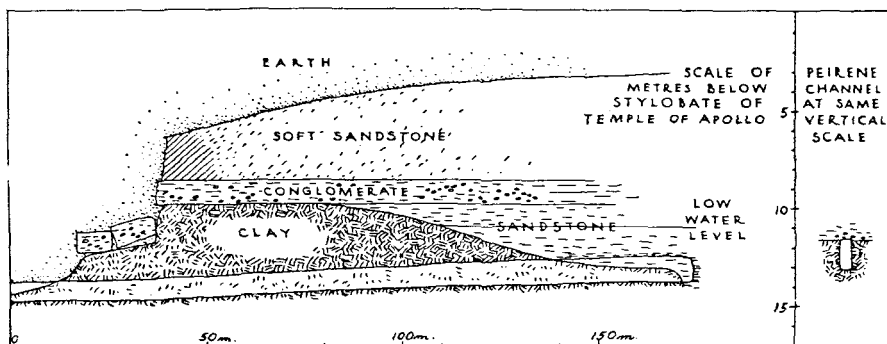 EARTH
SCALE OF
METRES BELOW
STYLOBATE OF
TEMPLE OF APOLLO
PEIRENE
CHANNEL
AT SAME
VERTICAL
SCALE
5
SOFT SANDSTONE
CONGLOMERATE
LOW
WATER
LEVEL
10
SANDSTONE
CLAY
15
0
50m.
100m.
150m.